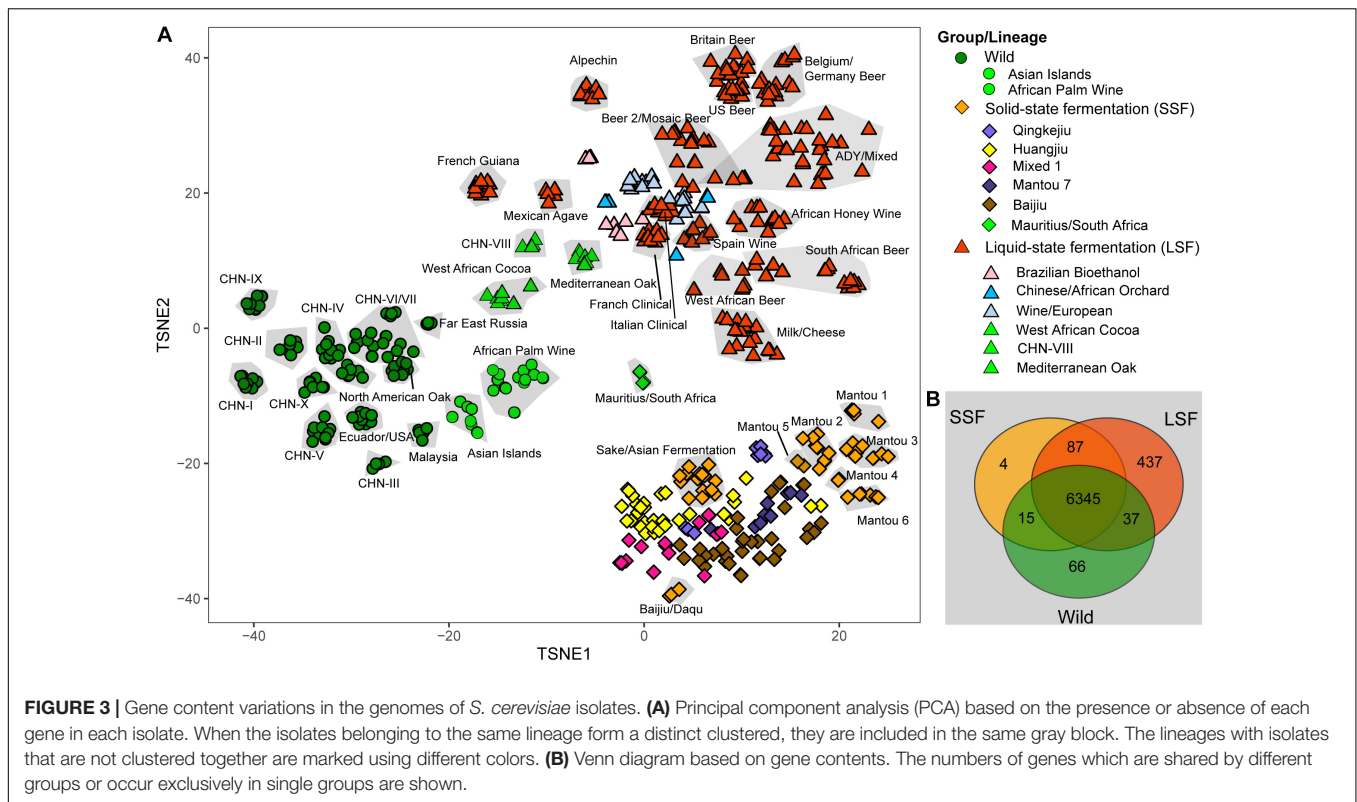 A
Britain Beer
Alpechin
Belgium/
Germany Beer
US Beer
Beer 2/Mosaic Beer
ADY/Mixed
French Guiana
Mexican Agave
African Honey Wine
CHN-VIII
Spain Wine
South African Beer
West African Cocoa
Mediterranean Oak
CHN-IX
CHN-IV
CHN-VI/VII
Franch Clinical
West African Beer
Far East Russia
Italian Clinical
Milk/Cheese
CHN-II
African Palm Wine
CHN-I
CHN-X
North American Oak
Mauritius/South Africa
Mantou 1
Ecuador/USA
Mantou 5
Mantou 2
CHN-V
Malaysia
Asian Islands
Sake/Asian Fermentation
Mantou 3
CHN-III
Mantou 4
Mantou 6
Baijiu/Daqu
40
20
0
−20
−40
TSNE2
−40
−20
0
20
TSNE1
Group/Lineage
Wild
Asian Islands
African Palm Wine
Solid-state fermentation (SSF)
Qingkejiu
Huangjiu
Mixed 1
Mantou 7
Baijiu
Mauritius/South Africa
Liquid-state fermentation (LSF)
Brazilian Bioethanol
Chinese/African Orchard
Wine/European
West African Cocoa
CHN-VIII
Mediterranean Oak
B
SSF
LSF
87
4
437
6345
15
37
66
Wild
FIGURE 3 | Gene content variations in the genomes of S. cerevisiae isolates. (A) Principal component analysis (PCA) based on the presence or absence of each
gene in each isolate. When the isolates belonging to the same lineage form a distinct clustered, they are included in the same gray block. The lineages with isolates
that are not clustered together are marked using different colors. (B) Venn diagram based on gene contents. The numbers of genes which are shared by different
groups or occur exclusively in single groups are shown.